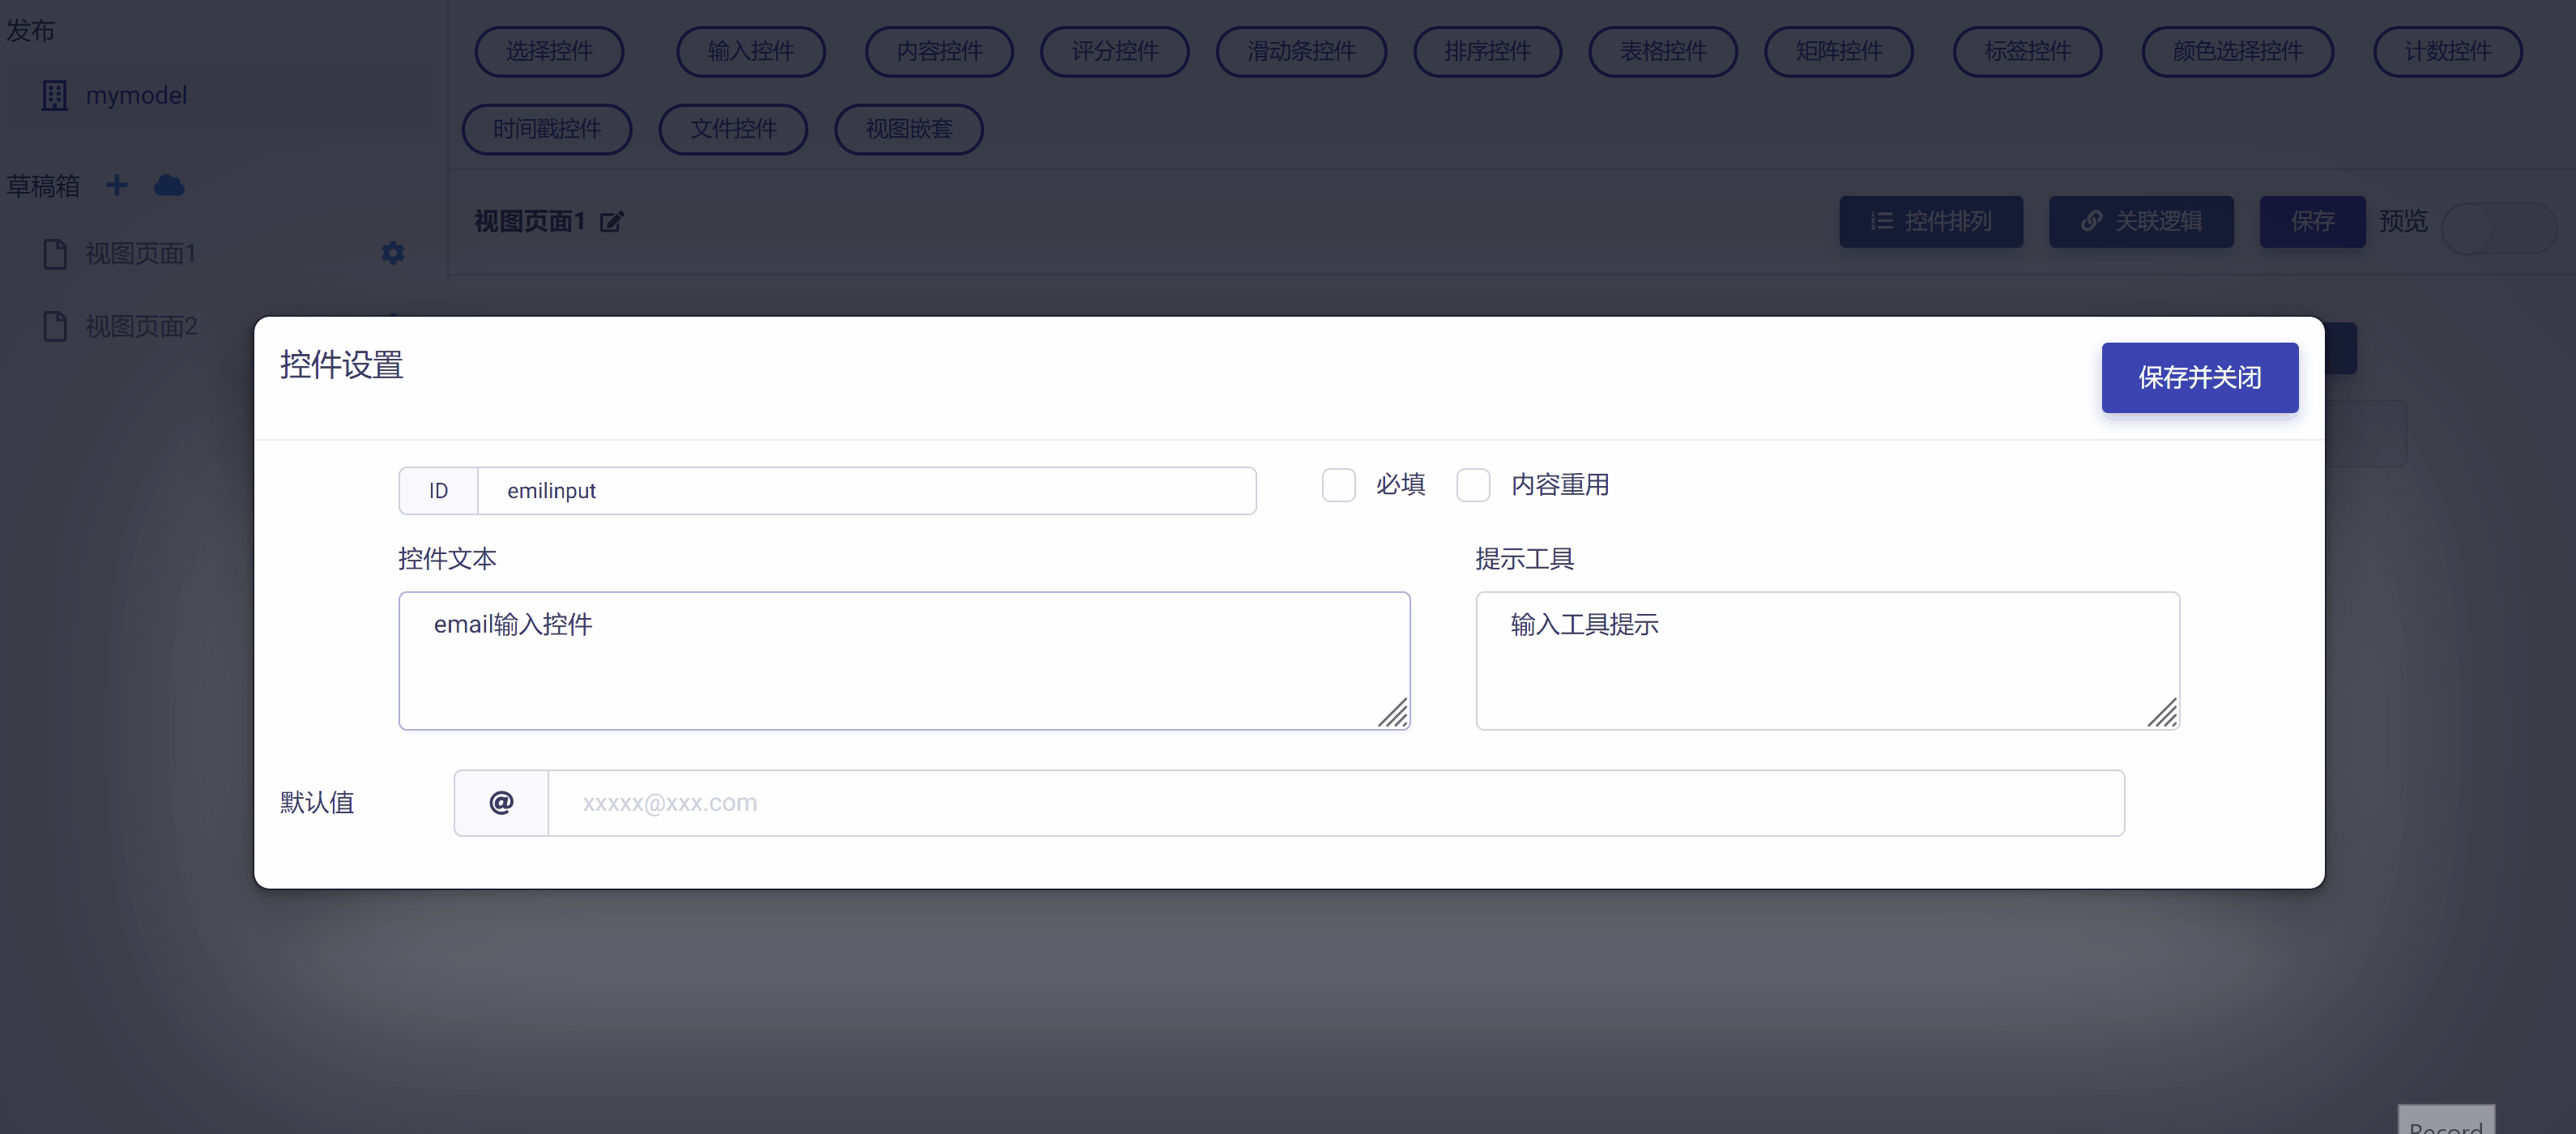 发布
mymodel
草稿箱
视图页面1
视图页面2
选择控件 输入控件 内容控件 评分控件 滑动条控件 排序控件 表格控件 矩阵控件 标签控件 颜色选择控件 计数控件
时间戳控件 文件控件 视图嵌套
视图页面1 控件排列 关联逻辑 保存 预览
控件设置 保存并关闭
ID emilinput 必填 内容重用
控件文本 提示工具
email输入控件 输入工具提示
默认值 @ xxxxx@xxx.com
Record